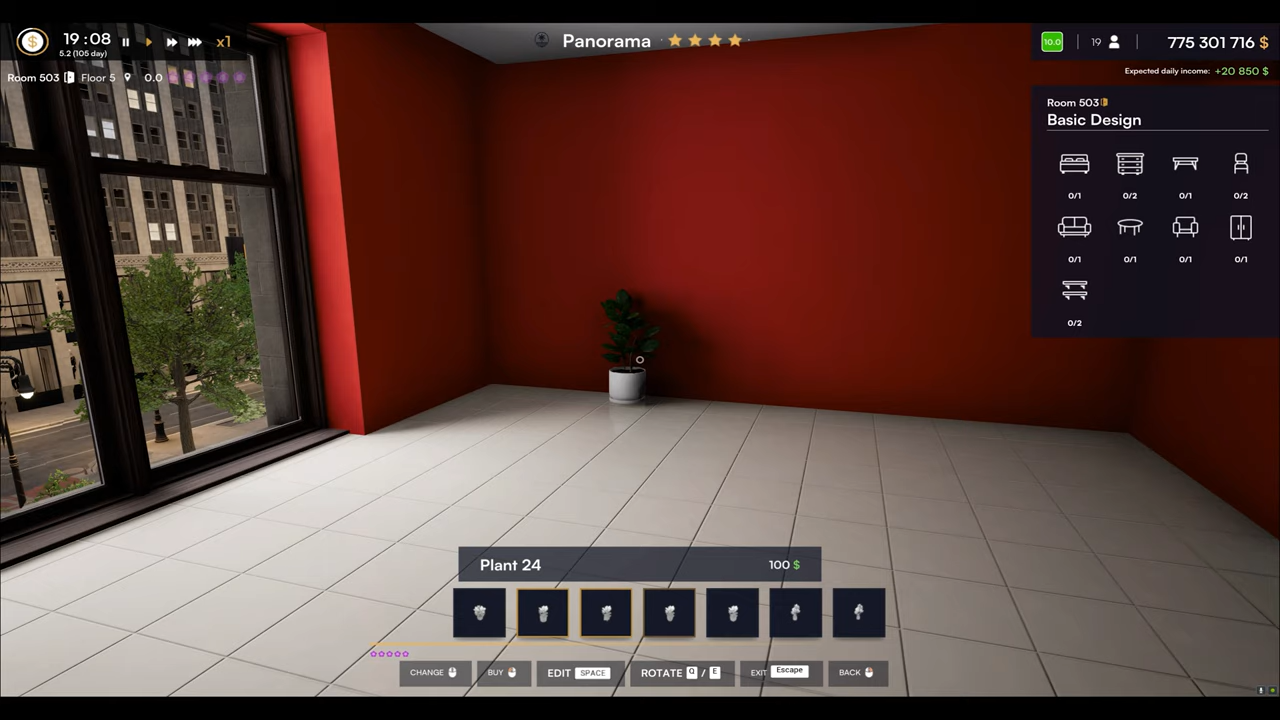 19:08
x1
5.2 (105 day)
Room 503 Floor 5 0.0
Panorama
10.0 19 775 301 716 $
Expected daily income: +20 850 $
Room 503
Basic Design
0/1 0/2 0/1 0/2
0/1 0/1 0/1 0/1
0/2
Plant 24 100 $
CHANGE BUY EDIT SPACE ROTATE Q / E EXIT Escape BACK